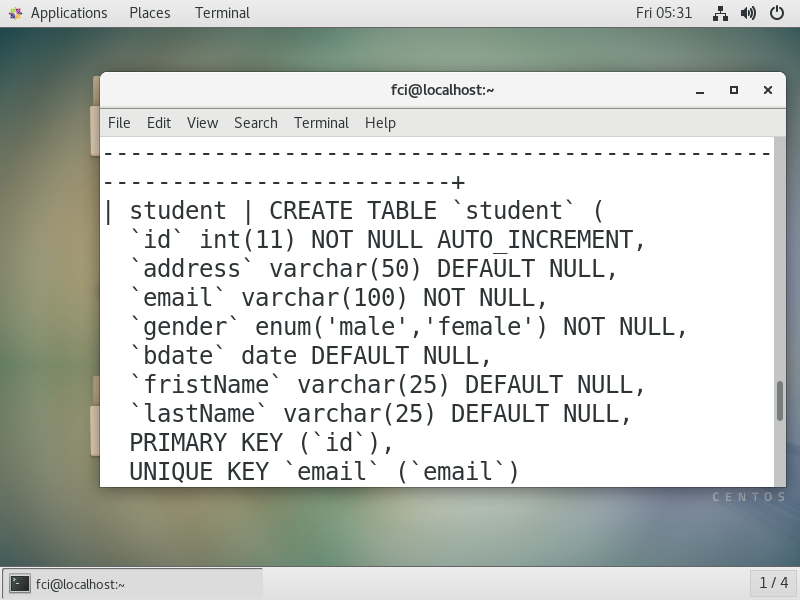 Applications Places Terminal Fri 05:31
fci@localhost:~
File Edit View Search Terminal Help
------------------------------------------------
-------------------------+
| student | CREATE TABLE `student` (
`id` int(11) NOT NULL AUTO_INCREMENT,
`address` varchar(50) DEFAULT NULL,
`email` varchar(100) NOT NULL,
`gender` enum('male','female') NOT NULL,
`bdate` date DEFAULT NULL,
`fristName` varchar(25) DEFAULT NULL,
`lastName` varchar(25) DEFAULT NULL,
PRIMARY KEY (`id`),
UNIQUE KEY `email` (`email`)
CENTOS
fci@localhost:~ 1 / 4